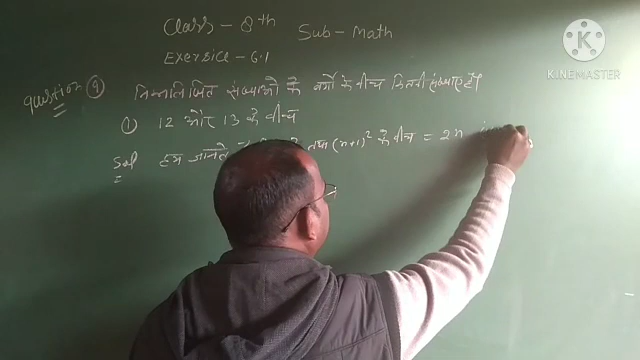 Class - 8th Sub - Math
Exersice - 6.1
Question 9 निम्नलिखित संख्याओं के वर्गों के बीच कितनी संख्याएं हैं
① 12 और 13 के बीच
Sol हम जानते तथा (n+1)² के बीच = 2n
KINEMASTER